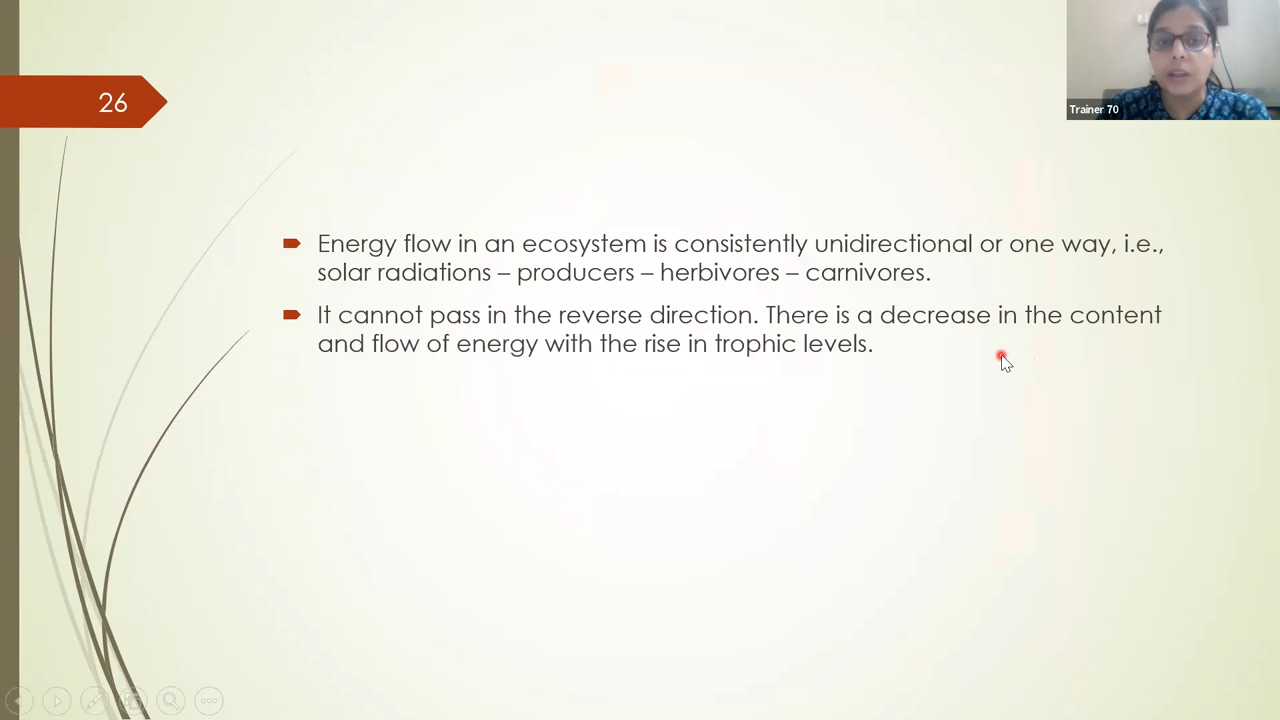 26
Trainer 70
Energy flow in an ecosystem is consistently unidirectional or one way, i.e.,
solar radiations – producers – herbivores – carnivores.
It cannot pass in the reverse direction. There is a decrease in the content
and flow of energy with the rise in trophic levels.